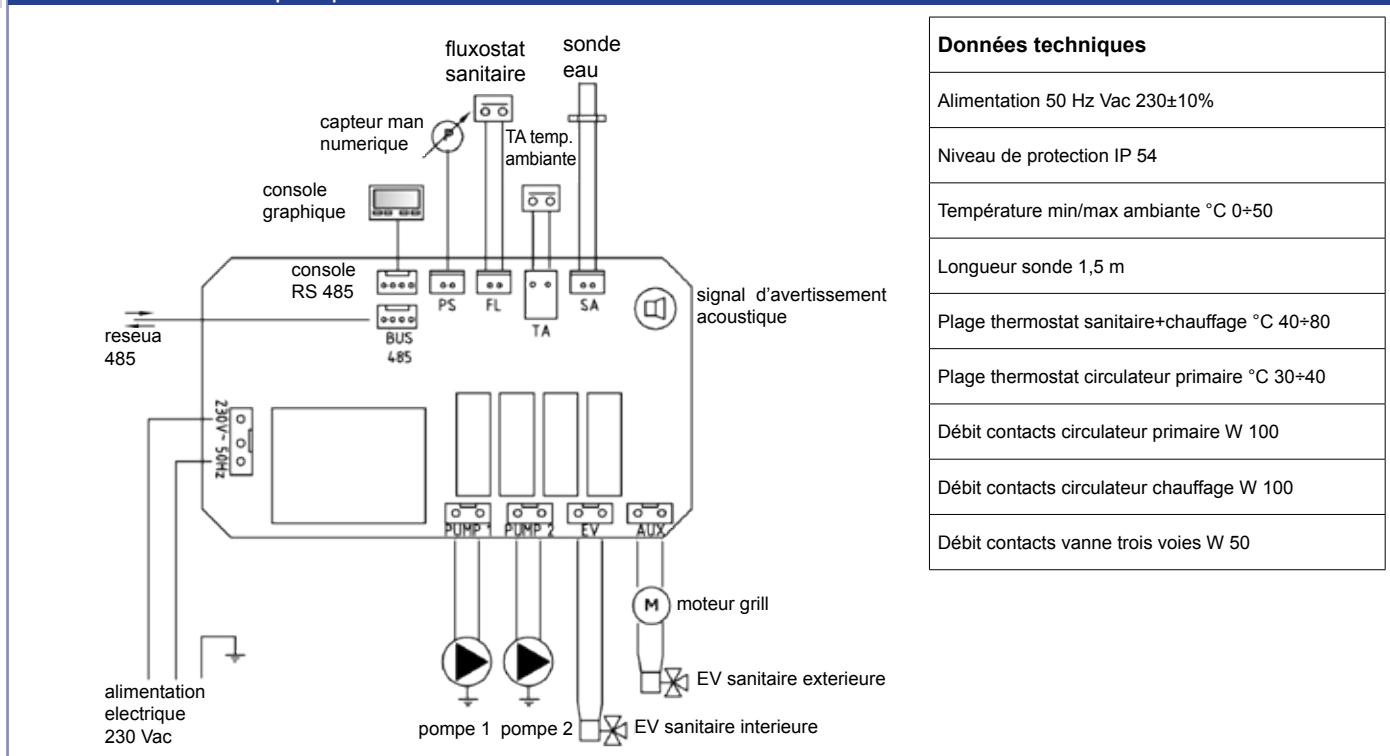 fluxostat
sanitaire
sonde
eau
capteur man
numerique
P
TA temp.
ambiante
console
graphique
console
RS 485
PS
FL
TA
SA
signal d'avertissement
acoustique
BUS
485
reseua
485
230V~ 50Hz
PUMP 1
PUMP 2
EV
AUX
M
moteur grill
EV sanitaire exterieure
alimentation
electrique
230 Vac
pompe 1
pompe 2
EV sanitaire interieure
Données techniques
Alimentation 50 Hz Vac 230±10%
Niveau de protection IP 54
Température min/max ambiante °C 0÷50
Longueur sonde 1,5 m
Plage thermostat sanitaire+chauffage °C 40÷80
Plage thermostat circulateur primaire °C 30÷40
Débit contacts circulateur primaire W 100
Débit contacts circulateur chauffage W 100
Débit contacts vanne trois voies W 50